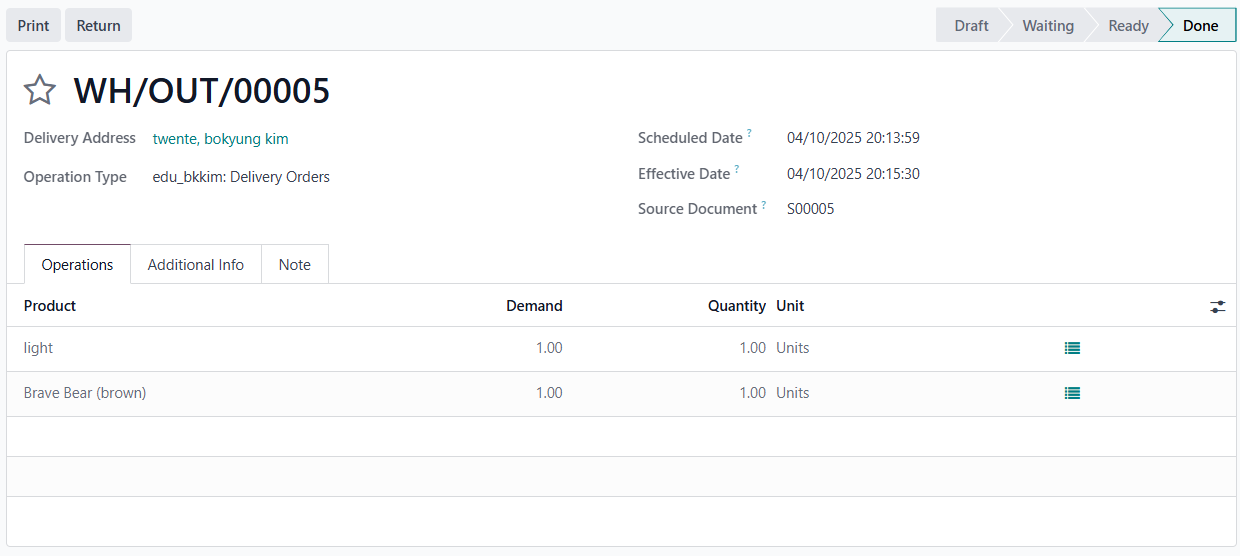 Print Return Draft Waiting Ready Done
WH/OUT/00005
Delivery Address twente, bokyung kim
Scheduled Date ? 04/10/2025 20:13:59
Operation Type edu_bkkim: Delivery Orders
Effective Date ? 04/10/2025 20:15:30
Source Document ? S00005
Operations Additional Info Note
Product Demand Quantity Unit
light 1.00 1.00 Units
Brave Bear (brown) 1.00 1.00 Units